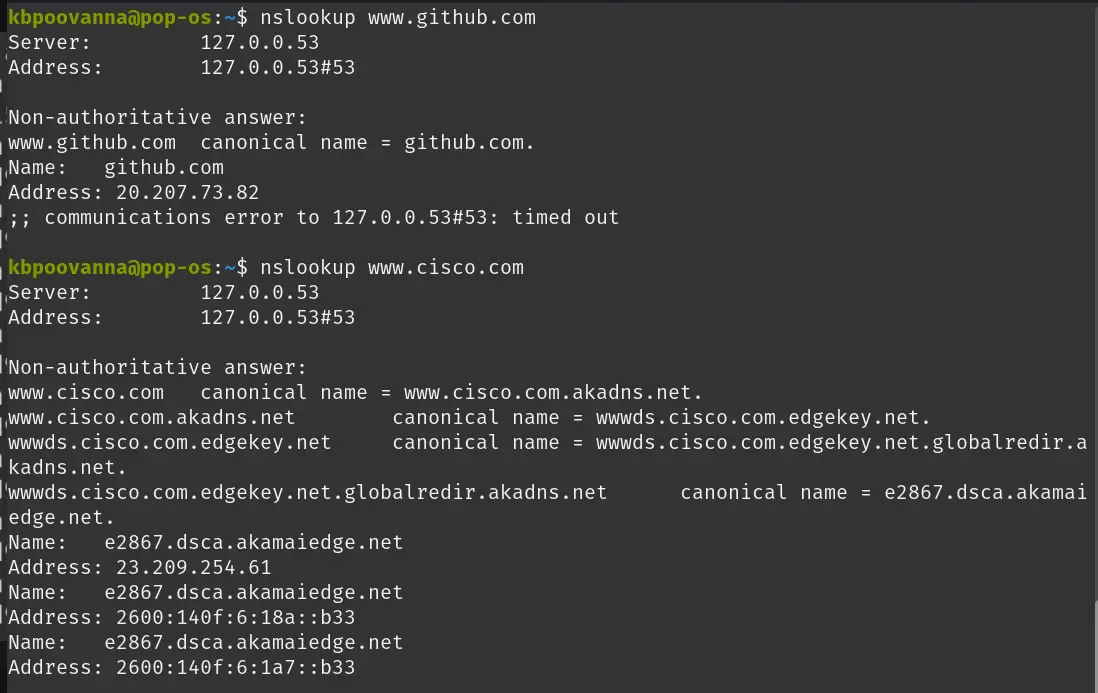 kbpoovanna@pop-os:~$ nslookup www.github.com
Server:         127.0.0.53
Address:        127.0.0.53#53

Non-authoritative answer:
www.github.com  canonical name = github.com.
Name:   github.com
Address: 20.207.73.82
;; communications error to 127.0.0.53#53: timed out

kbpoovanna@pop-os:~$ nslookup www.cisco.com
Server:         127.0.0.53
Address:        127.0.0.53#53

Non-authoritative answer:
www.cisco.com   canonical name = www.cisco.com.akadns.net.
www.cisco.com.akadns.net        canonical name = wwwds.cisco.com.edgekey.net.
wwwds.cisco.com.edgekey.net     canonical name = wwwds.cisco.com.edgekey.net.globalredir.a
kadns.net.
wwwds.cisco.com.edgekey.net.globalredir.akadns.net      canonical name = e2867.dsca.akamai
edge.net.
Name:   e2867.dsca.akamaiedge.net
Address: 23.209.254.61
Name:   e2867.dsca.akamaiedge.net
Address: 2600:140f:6:18a::b33
Name:   e2867.dsca.akamaiedge.net
Address: 2600:140f:6:1a7::b33